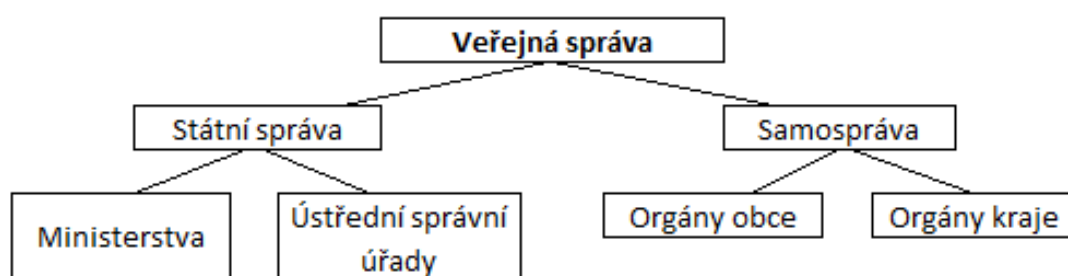 Veřejná správa
Státní správa
Samospráva
Ministerstva
Ústřední správní
úřady
Orgány obce
Orgány kraje